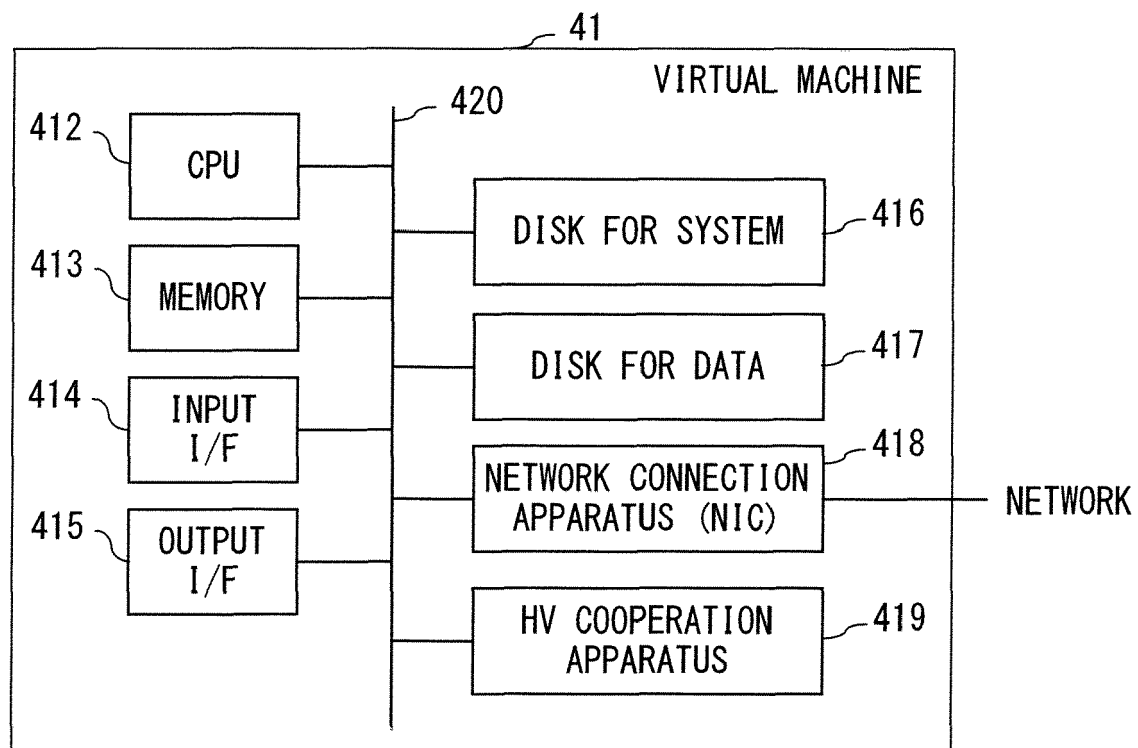 41
VIRTUAL MACHINE
420
412
CPU
416
DISK FOR SYSTEM
413
MEMORY
417
DISK FOR DATA
414
INPUT
I/F
418
NETWORK CONNECTION
APPARATUS (NIC)
NETWORK
415
OUTPUT
I/F
419
HV COOPERATION
APPARATUS